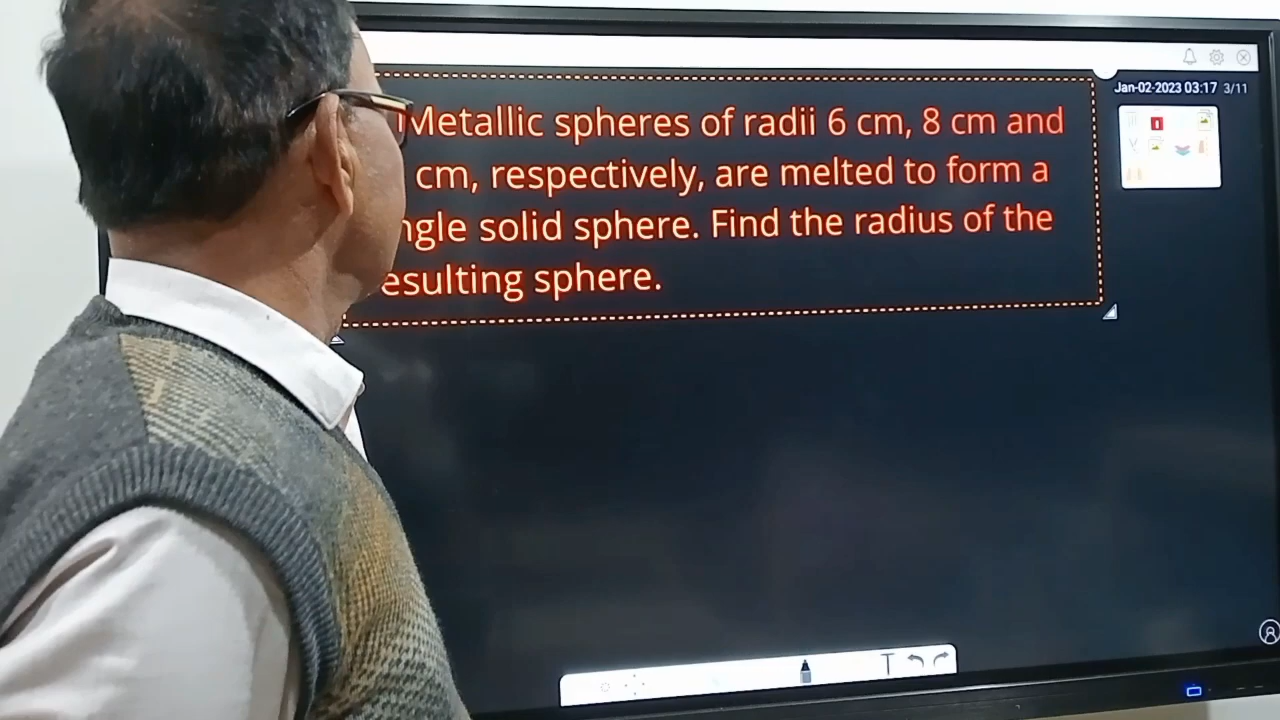 Metallic spheres of radii 6 cm, 8 cm and
cm, respectively, are melted to form a
solid sphere. Find the radius of the
sphere.
Jan-02-2023 03:17 3/11